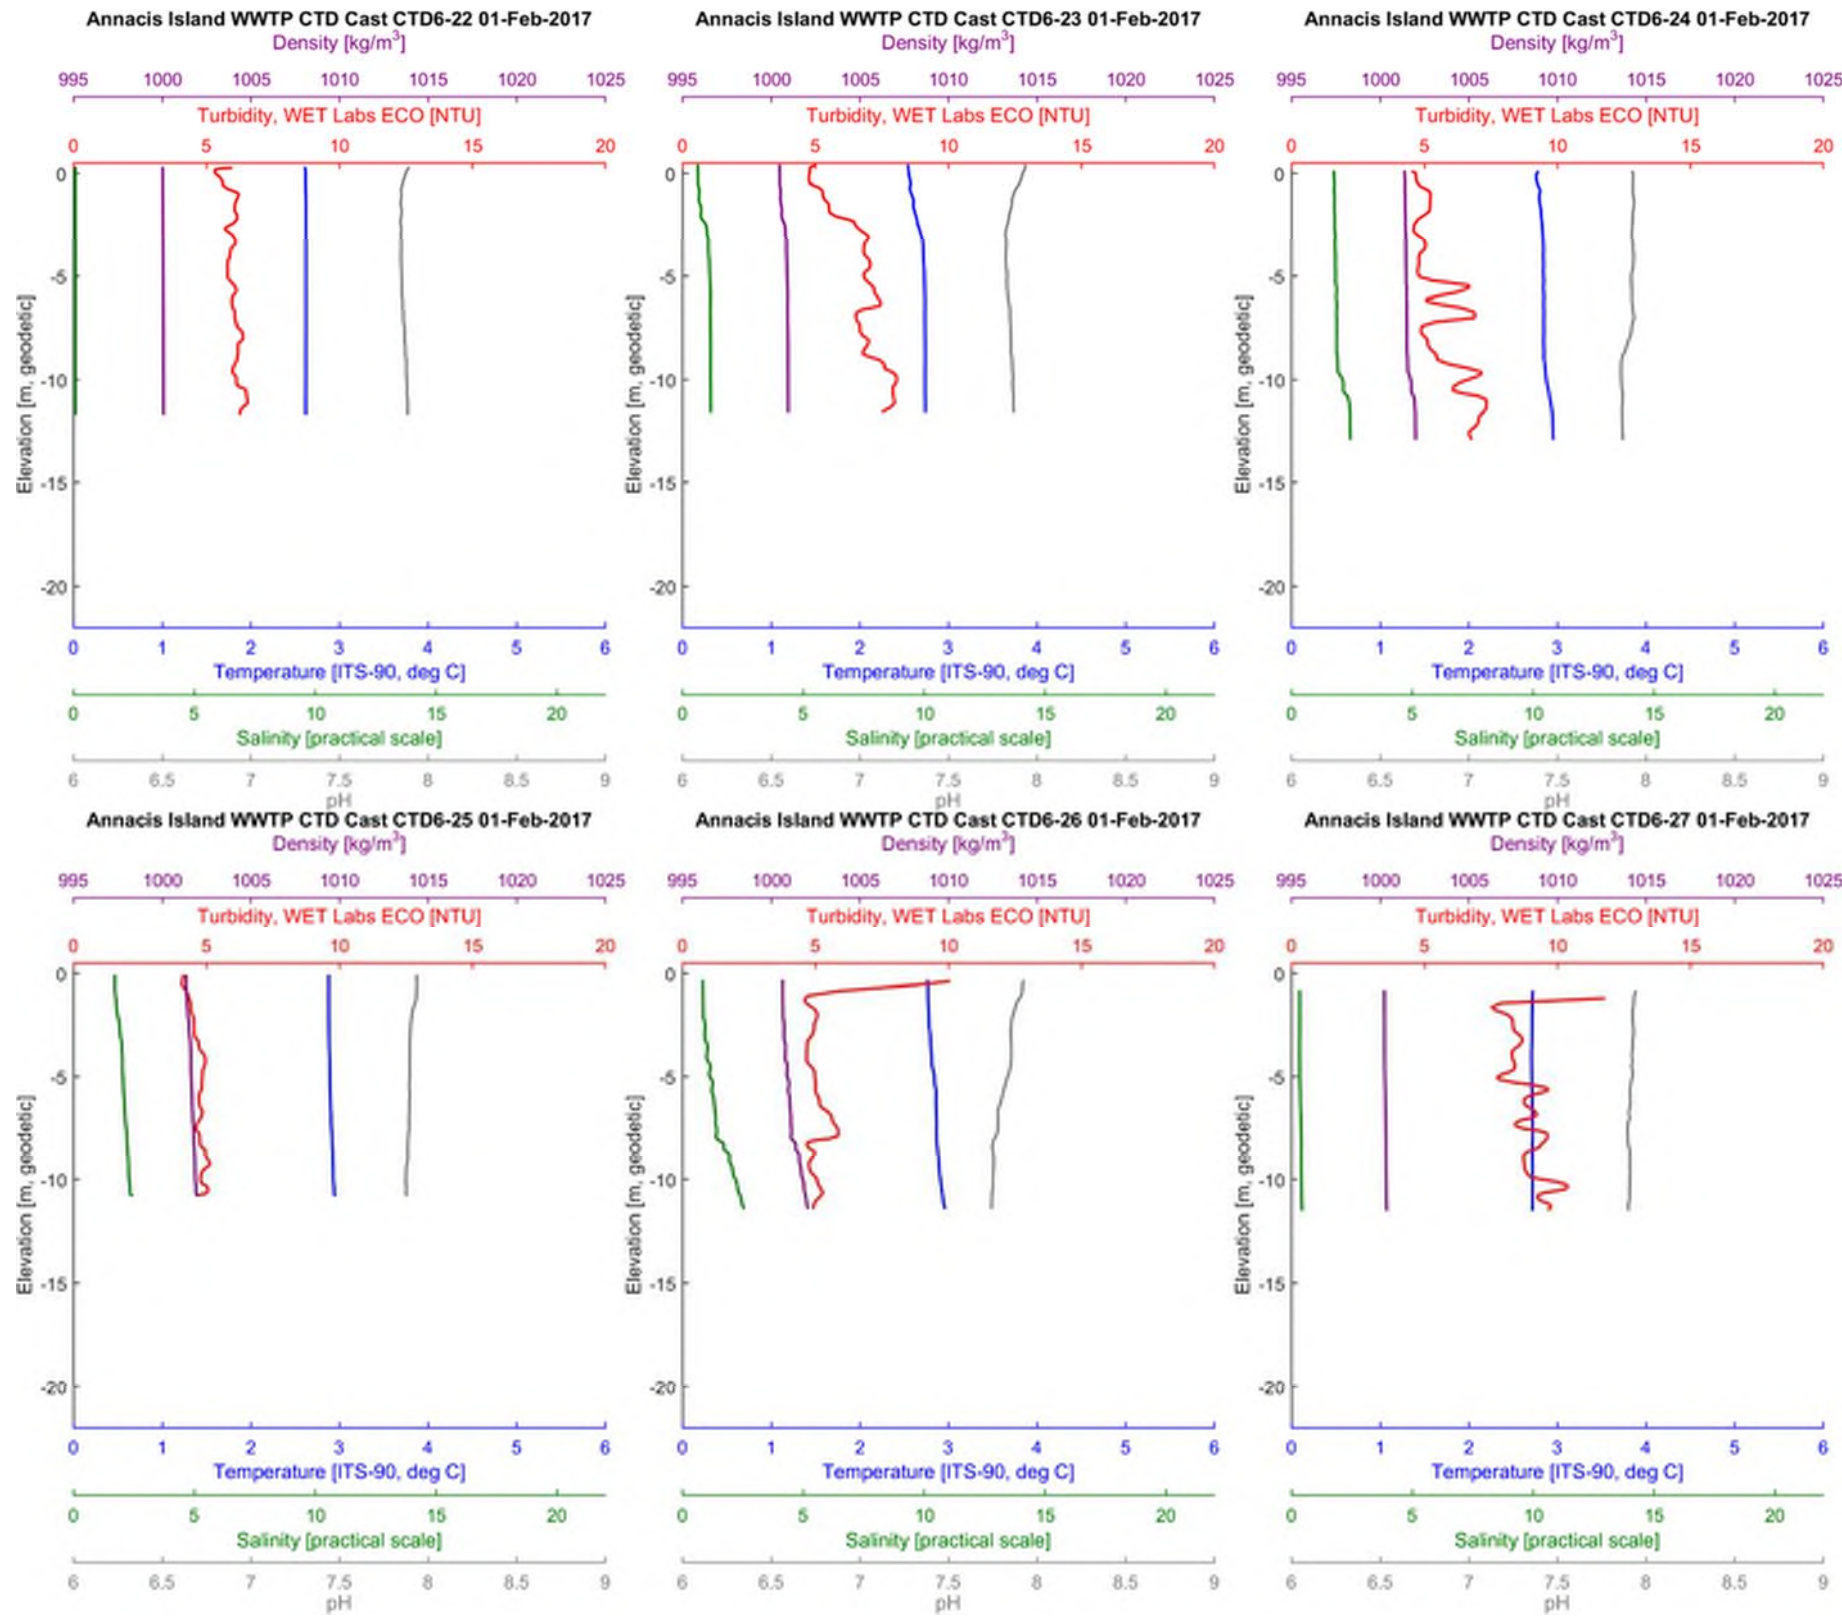 Annacis Island WWTP CTD Cast CTD6-22 01-Feb-2017
Density [kg/m3]
995 1000 1005 1010 1015 1020 1025
Turbidity, WET Labs ECO [NTU]
0 5 10 15 20
Elevation [m, geodetic]
0
-5
-10
-15
-20
0 1 2 3 4 5 6
Temperature [ITS-90, deg C]
0 5 10 15 20
Salinity [practical scale]
6 6.5 7 7.5 8 8.5 9
pH
Annacis Island WWTP CTD Cast CTD6-23 01-Feb-2017
Density [kg/m3]
995 1000 1005 1010 1015 1020 1025
Turbidity, WET Labs ECO [NTU]
0 5 10 15 20
Elevation [m, geodetic]
0
-5
-10
-15
-20
0 1 2 3 4 5 6
Temperature [ITS-90, deg C]
0 5 10 15 20
Salinity [practical scale]
6 6.5 7 7.5 8 8.5 9
pH
Annacis Island WWTP CTD Cast CTD6-24 01-Feb-2017
Density [kg/m3]
995 1000 1005 1010 1015 1020 1025
Turbidity, WET Labs ECO [NTU]
0 5 10 15 20
Elevation [m, geodetic]
0
-5
-10
-15
-20
0 1 2 3 4 5 6
Temperature [ITS-90, deg C]
0 5 10 15 20
Salinity [practical scale]
6 6.5 7 7.5 8 8.5 9
pH
Annacis Island WWTP CTD Cast CTD6-25 01-Feb-2017
Density [kg/m3]
995 1000 1005 1010 1015 1020 1025
Turbidity, WET Labs ECO [NTU]
0 5 10 15 20
Elevation [m, geodetic]
0
-5
-10
-15
-20
0 1 2 3 4 5 6
Temperature [ITS-90, deg C]
0 5 10 15 20
Salinity [practical scale]
6 6.5 7 7.5 8 8.5 9
pH
Annacis Island WWTP CTD Cast CTD6-26 01-Feb-2017
Density [kg/m3]
995 1000 1005 1010 1015 1020 1025
Turbidity, WET Labs ECO [NTU]
0 5 10 15 20
Elevation [m, geodetic]
0
-5
-10
-15
-20
0 1 2 3 4 5 6
Temperature [ITS-90, deg C]
0 5 10 15 20
Salinity [practical scale]
6 6.5 7 7.5 8 8.5 9
pH
Annacis Island WWTP CTD Cast CTD6-27 01-Feb-2017
Density [kg/m3]
995 1000 1005 1010 1015 1020 1025
Turbidity, WET Labs ECO [NTU]
0 5 10 15 20
Elevation [m, geodetic]
0
-5
-10
-15
-20
0 1 2 3 4 5 6
Temperature [ITS-90, deg C]
0 5 10 15 20
Salinity [practical scale]
6 6.5 7 7.5 8 8.5 9
pH